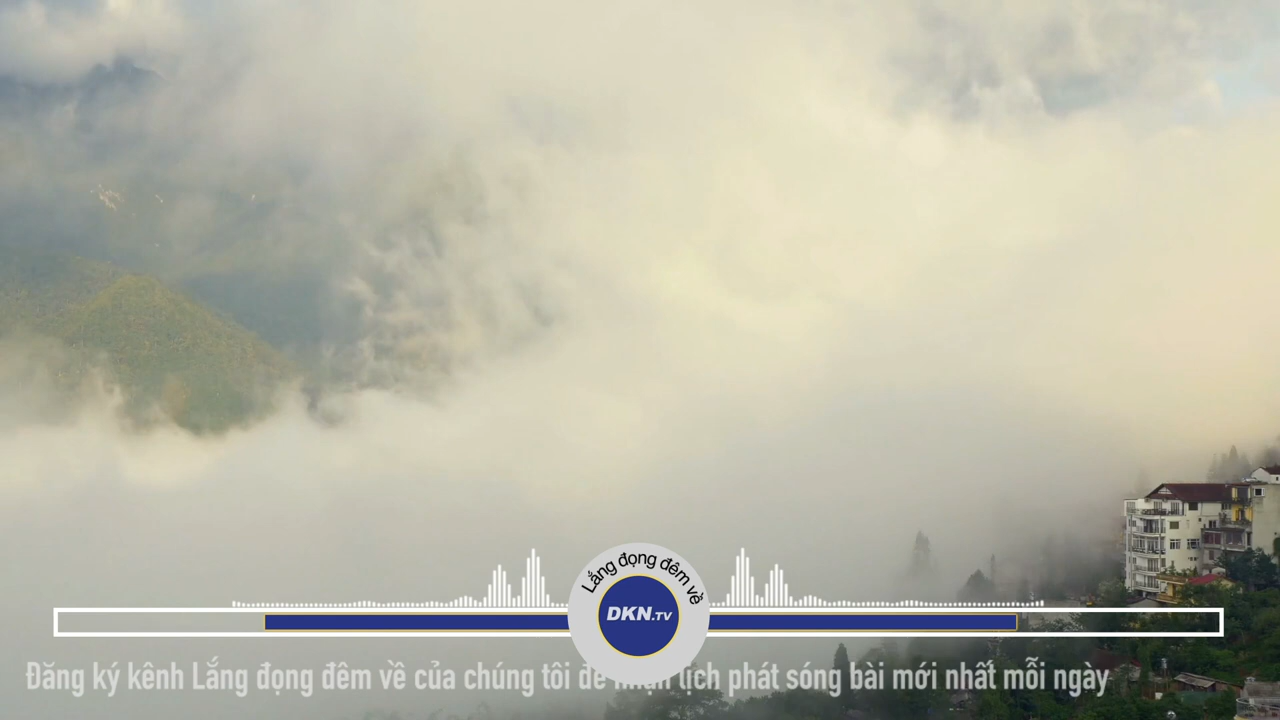 Lắng đọng đêm về
DKN.TV
Đăng ký kênh Lắng đọng đêm về của chúng tôi để nhận lịch phát sóng bài mới nhất mỗi ngày